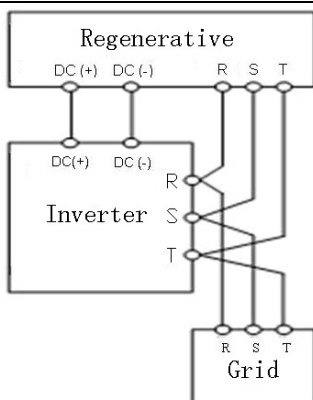 Regenerative
DC (+) DC (-) R S T
DC(+) DC (-)
R
Inverter S
T
R S T
Grid